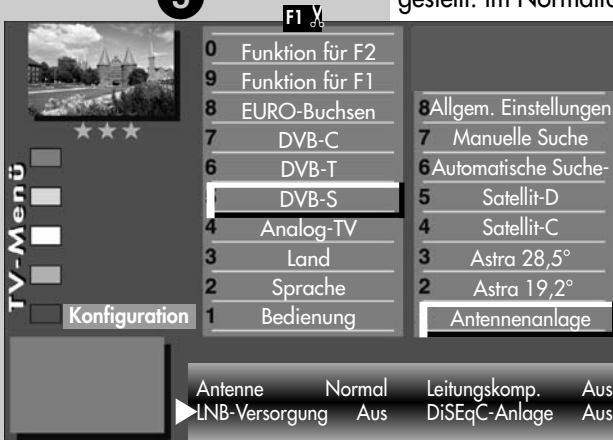 5
gestellt. Im Normalfa
F1
0 Funktion für F2
9 Funktion für F1
8 EURO-Buchsen
7 DVB-C
6 DVB-T
DVB-S
4 Analog-TV
3 Land
2 Sprache
1 Bedienung
8 Allgem. Einstellungen
7 Manuelle Suche
6 Automatische Suche-
5 Satellit-D
4 Satellit-C
3 Astra 28,5°
2 Astra 19,2°
Antennenanlage
TV-Menü
Konfiguration
Antenne Normal Leitungskomp. Aus
LNB-Versorgung Aus DiSEqC-Anlage Aus